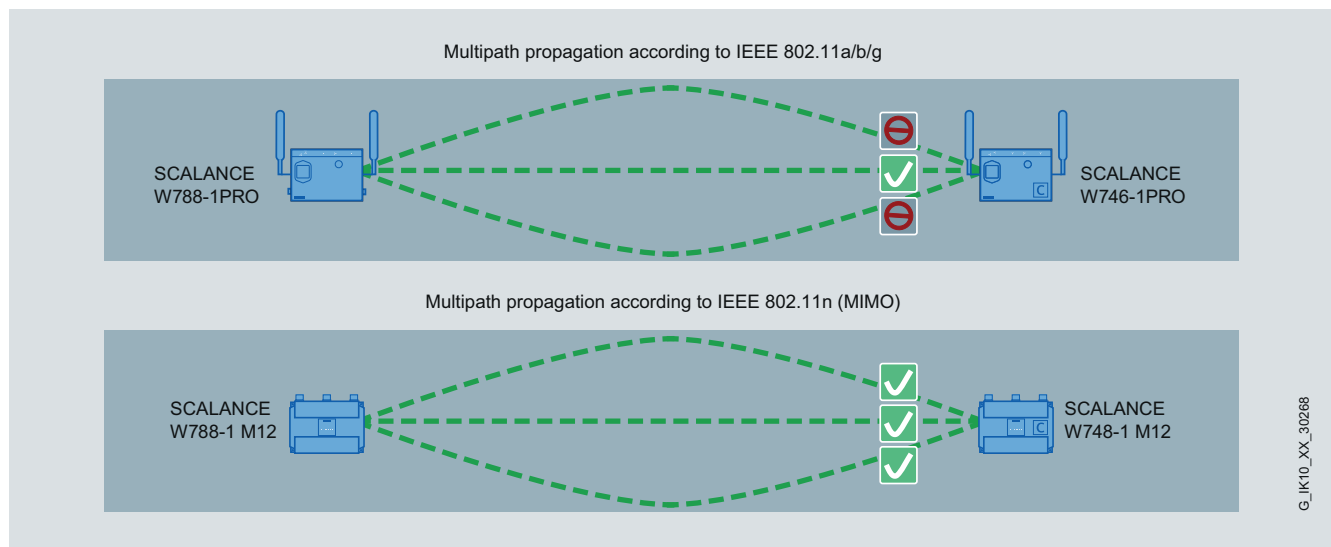 Multipath propagation according to IEEE 802.11a/b/g
SCALANCE
W788-1PRO
C
SCALANCE
W746-1PRO
Multipath propagation according to IEEE 802.11n (MIMO)
SCALANCE
W788-1 M12
C
SCALANCE
W748-1 M12
G_IK10_XX_30268